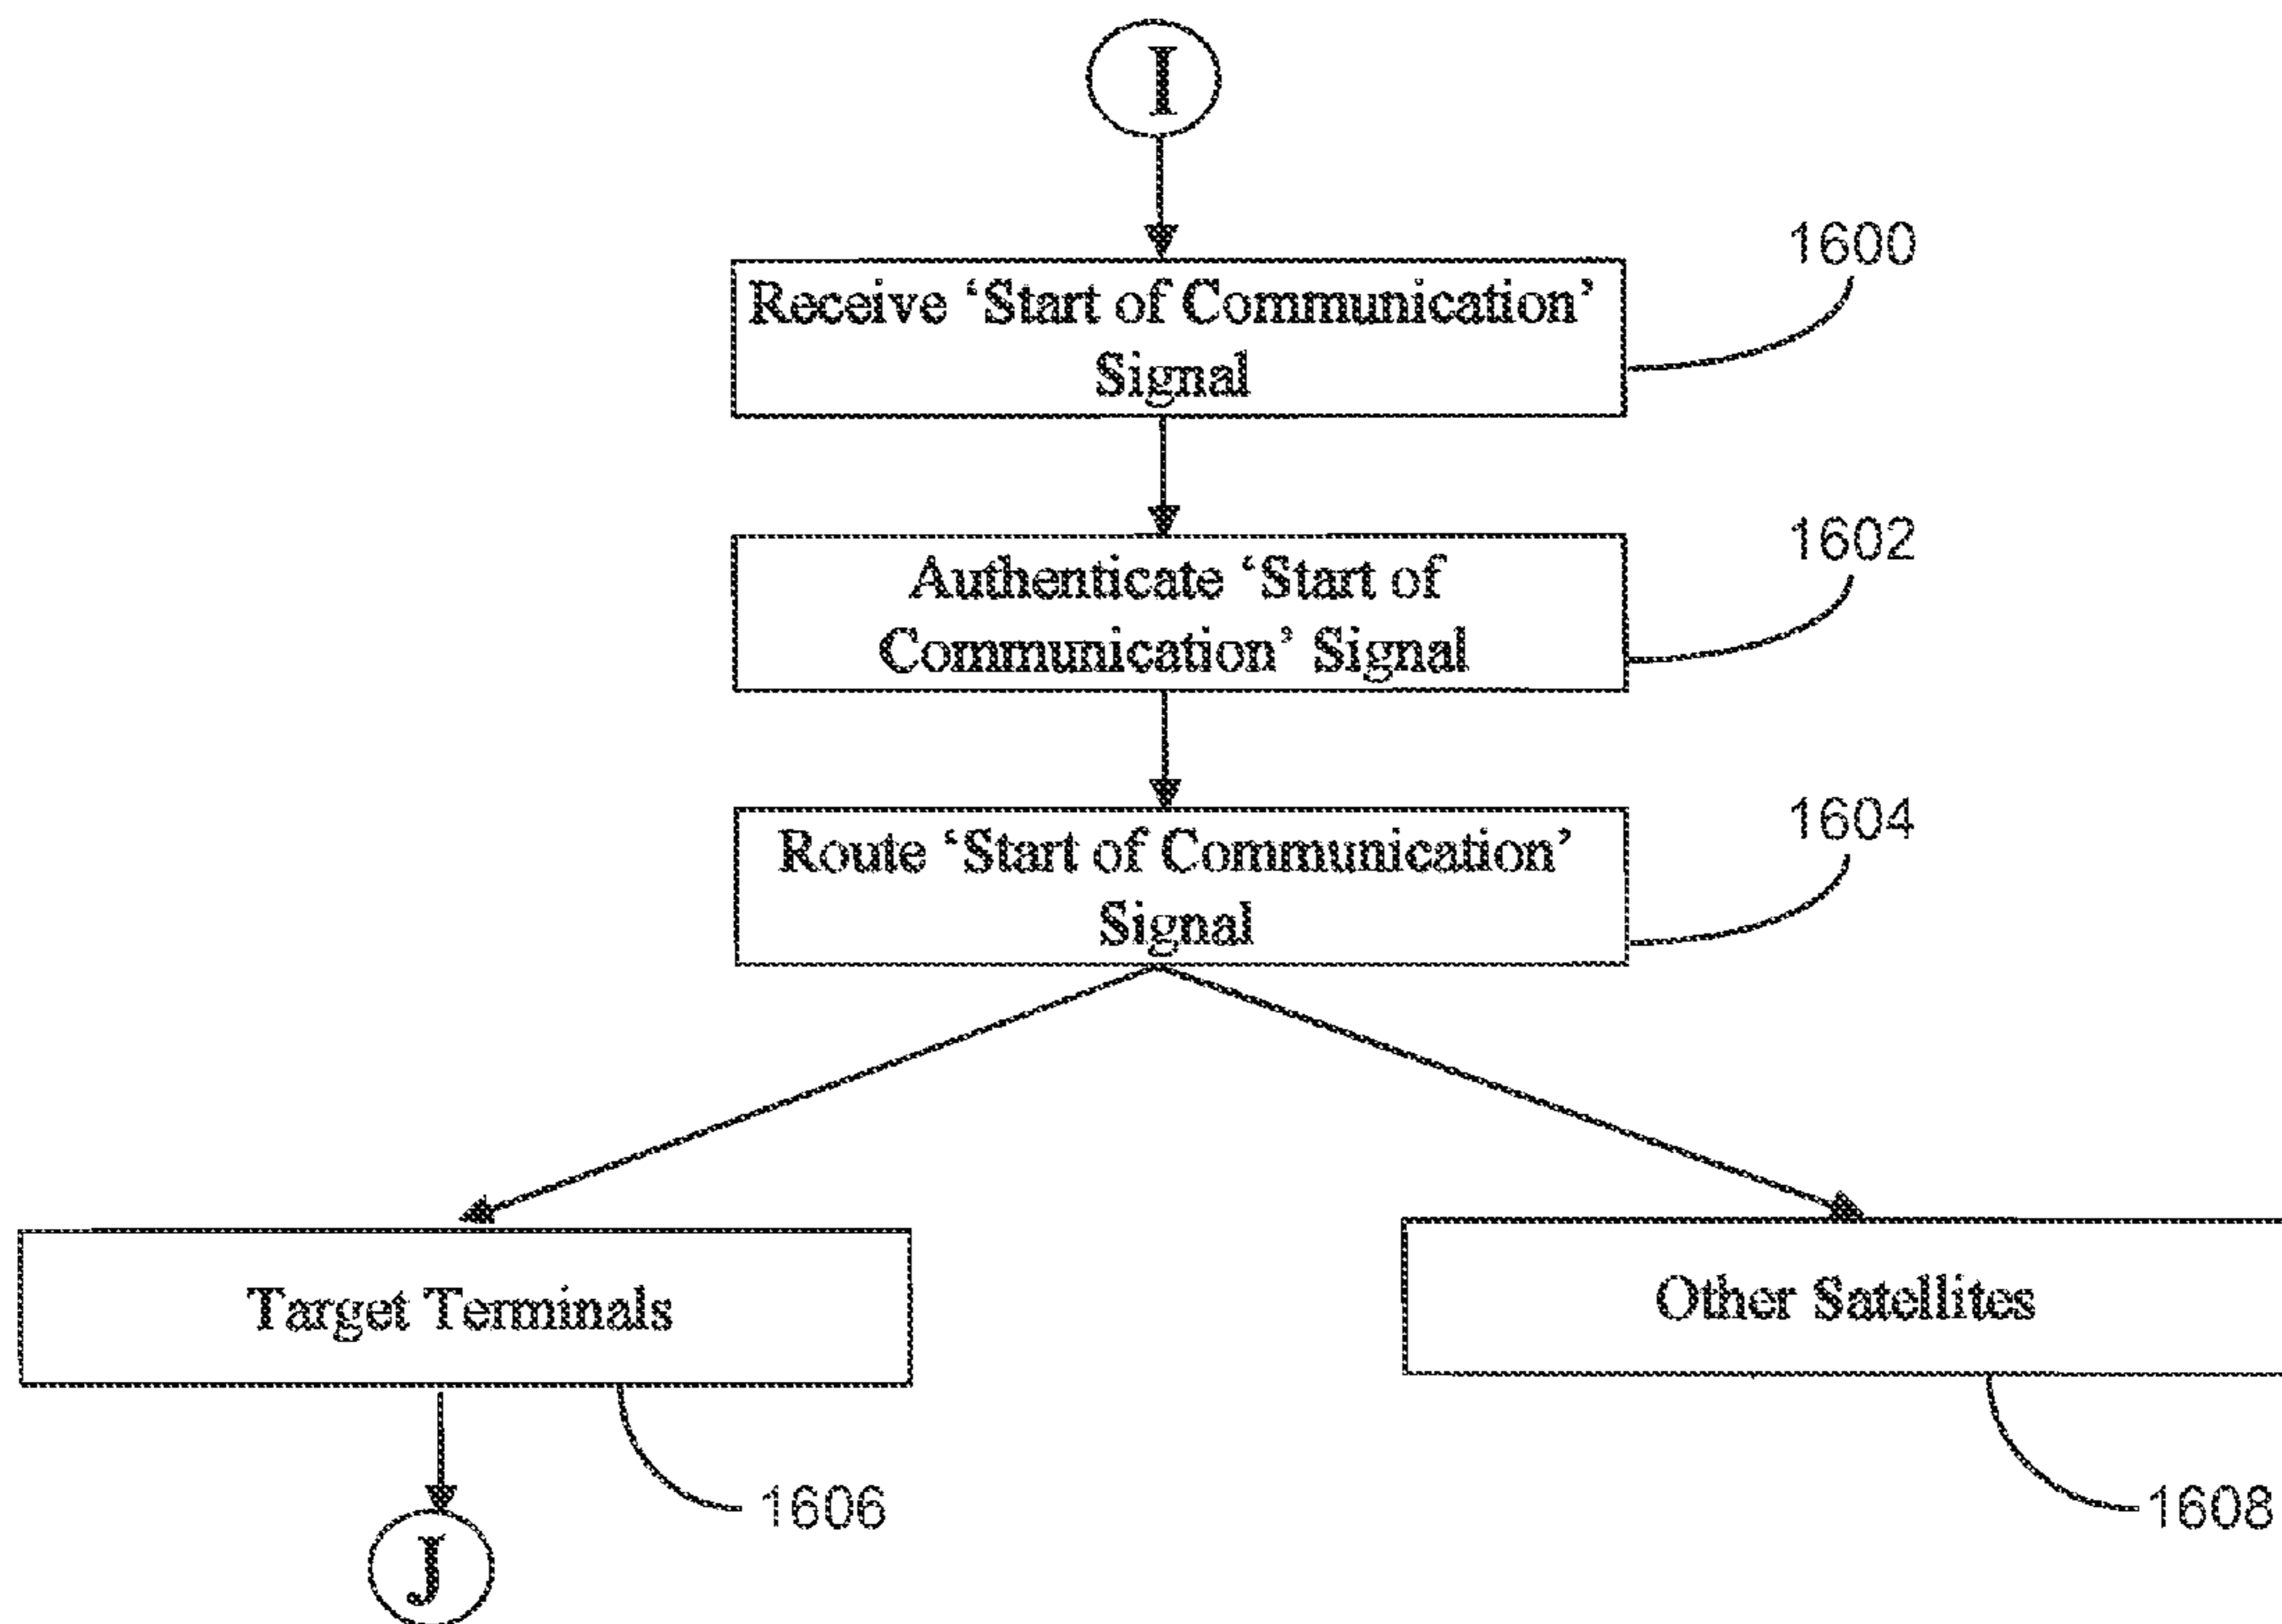 I
1600
Receive ‘Start of Communication’
Signal
1602
Authenticate ‘Start of
Communication’ Signal
1604
Route ‘Start of Communication’
Signal
Target Terminals
Other Satellites
1606
1608
J